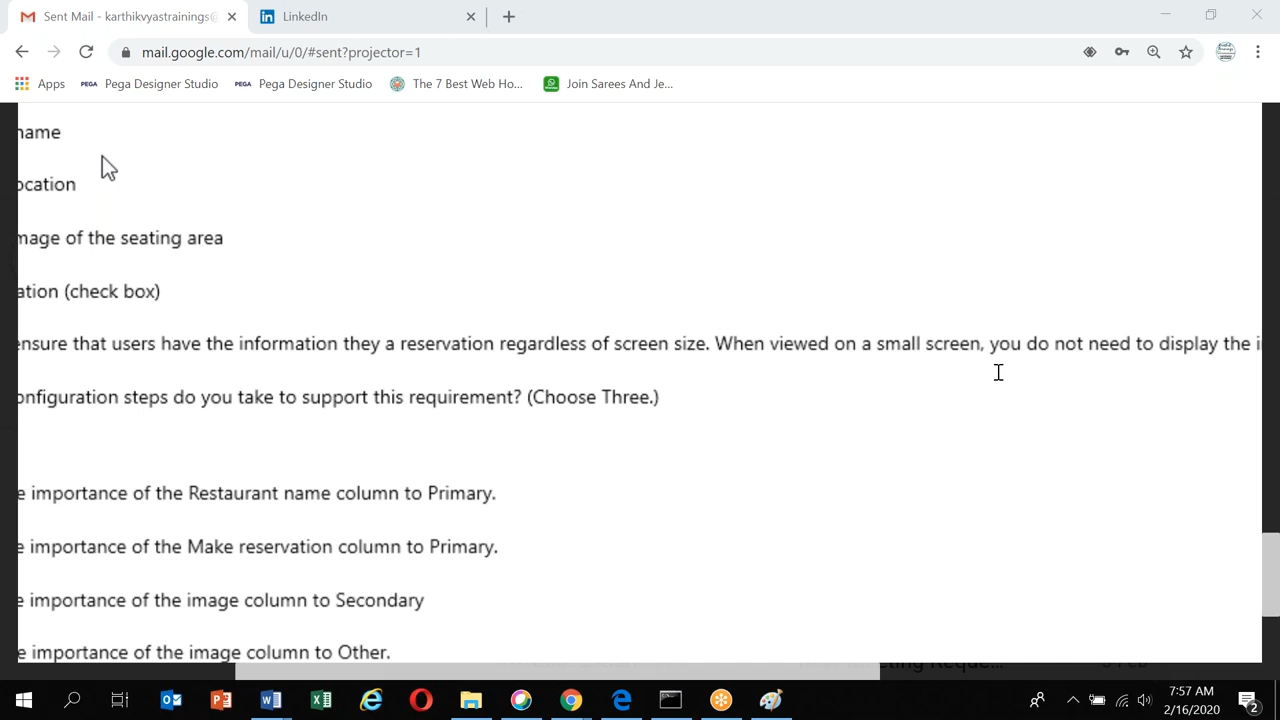 Sent Mail - karthikvyastrainings@
LinkedIn
mail.google.com/mail/u/0/#sent?projector=1
Apps
PEGA Pega Designer Studio
PEGA Pega Designer Studio
The 7 Best Web Ho...
Join Sarees And Je...
name
ocation
mage of the seating area
ation (check box)
ensure that users have the information they a reservation regardless of screen size. When viewed on a small screen, you do not need to display the i
onfiguration steps do you take to support this requirement? (Choose Three.)
e importance of the Restaurant name column to Primary.
e importance of the Make reservation column to Primary.
e importance of the image column to Secondary
e importance of the image column to Other.
7:57 AM
2/16/2020
2